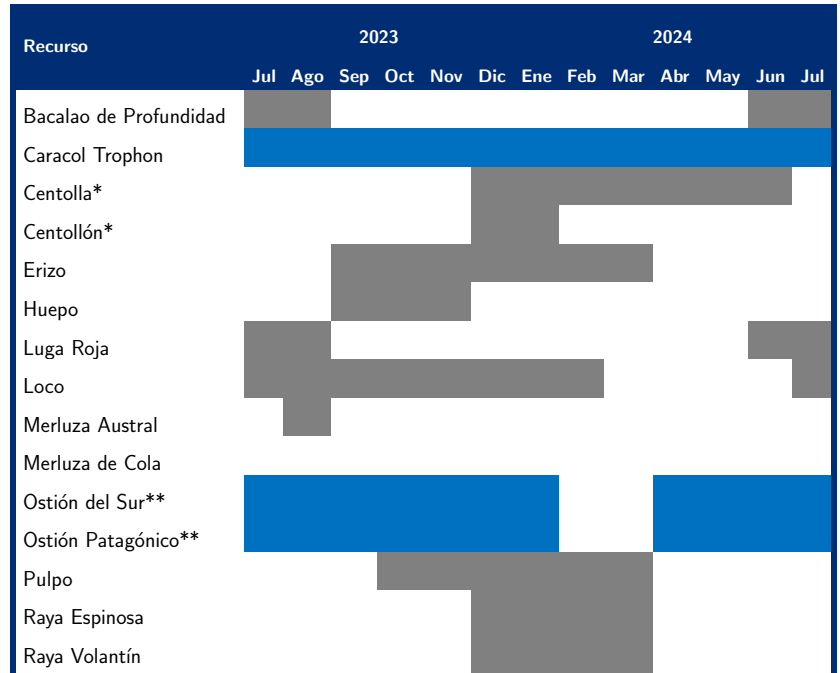 Recurso 2023 2024
Jul Ago Sep Oct Nov Dic Ene Feb Mar Abr May Jun Jul
Bacalao de Profundidad
Caracol Trophon
Centolla*
Centollón*
Erizo
Huepo
Luga Roja
Loco
Merluza Austral
Merluza de Cola
Ostión del Sur**
Ostión Patagónico**
Pulpo
Raya Espinosa
Raya Volantín